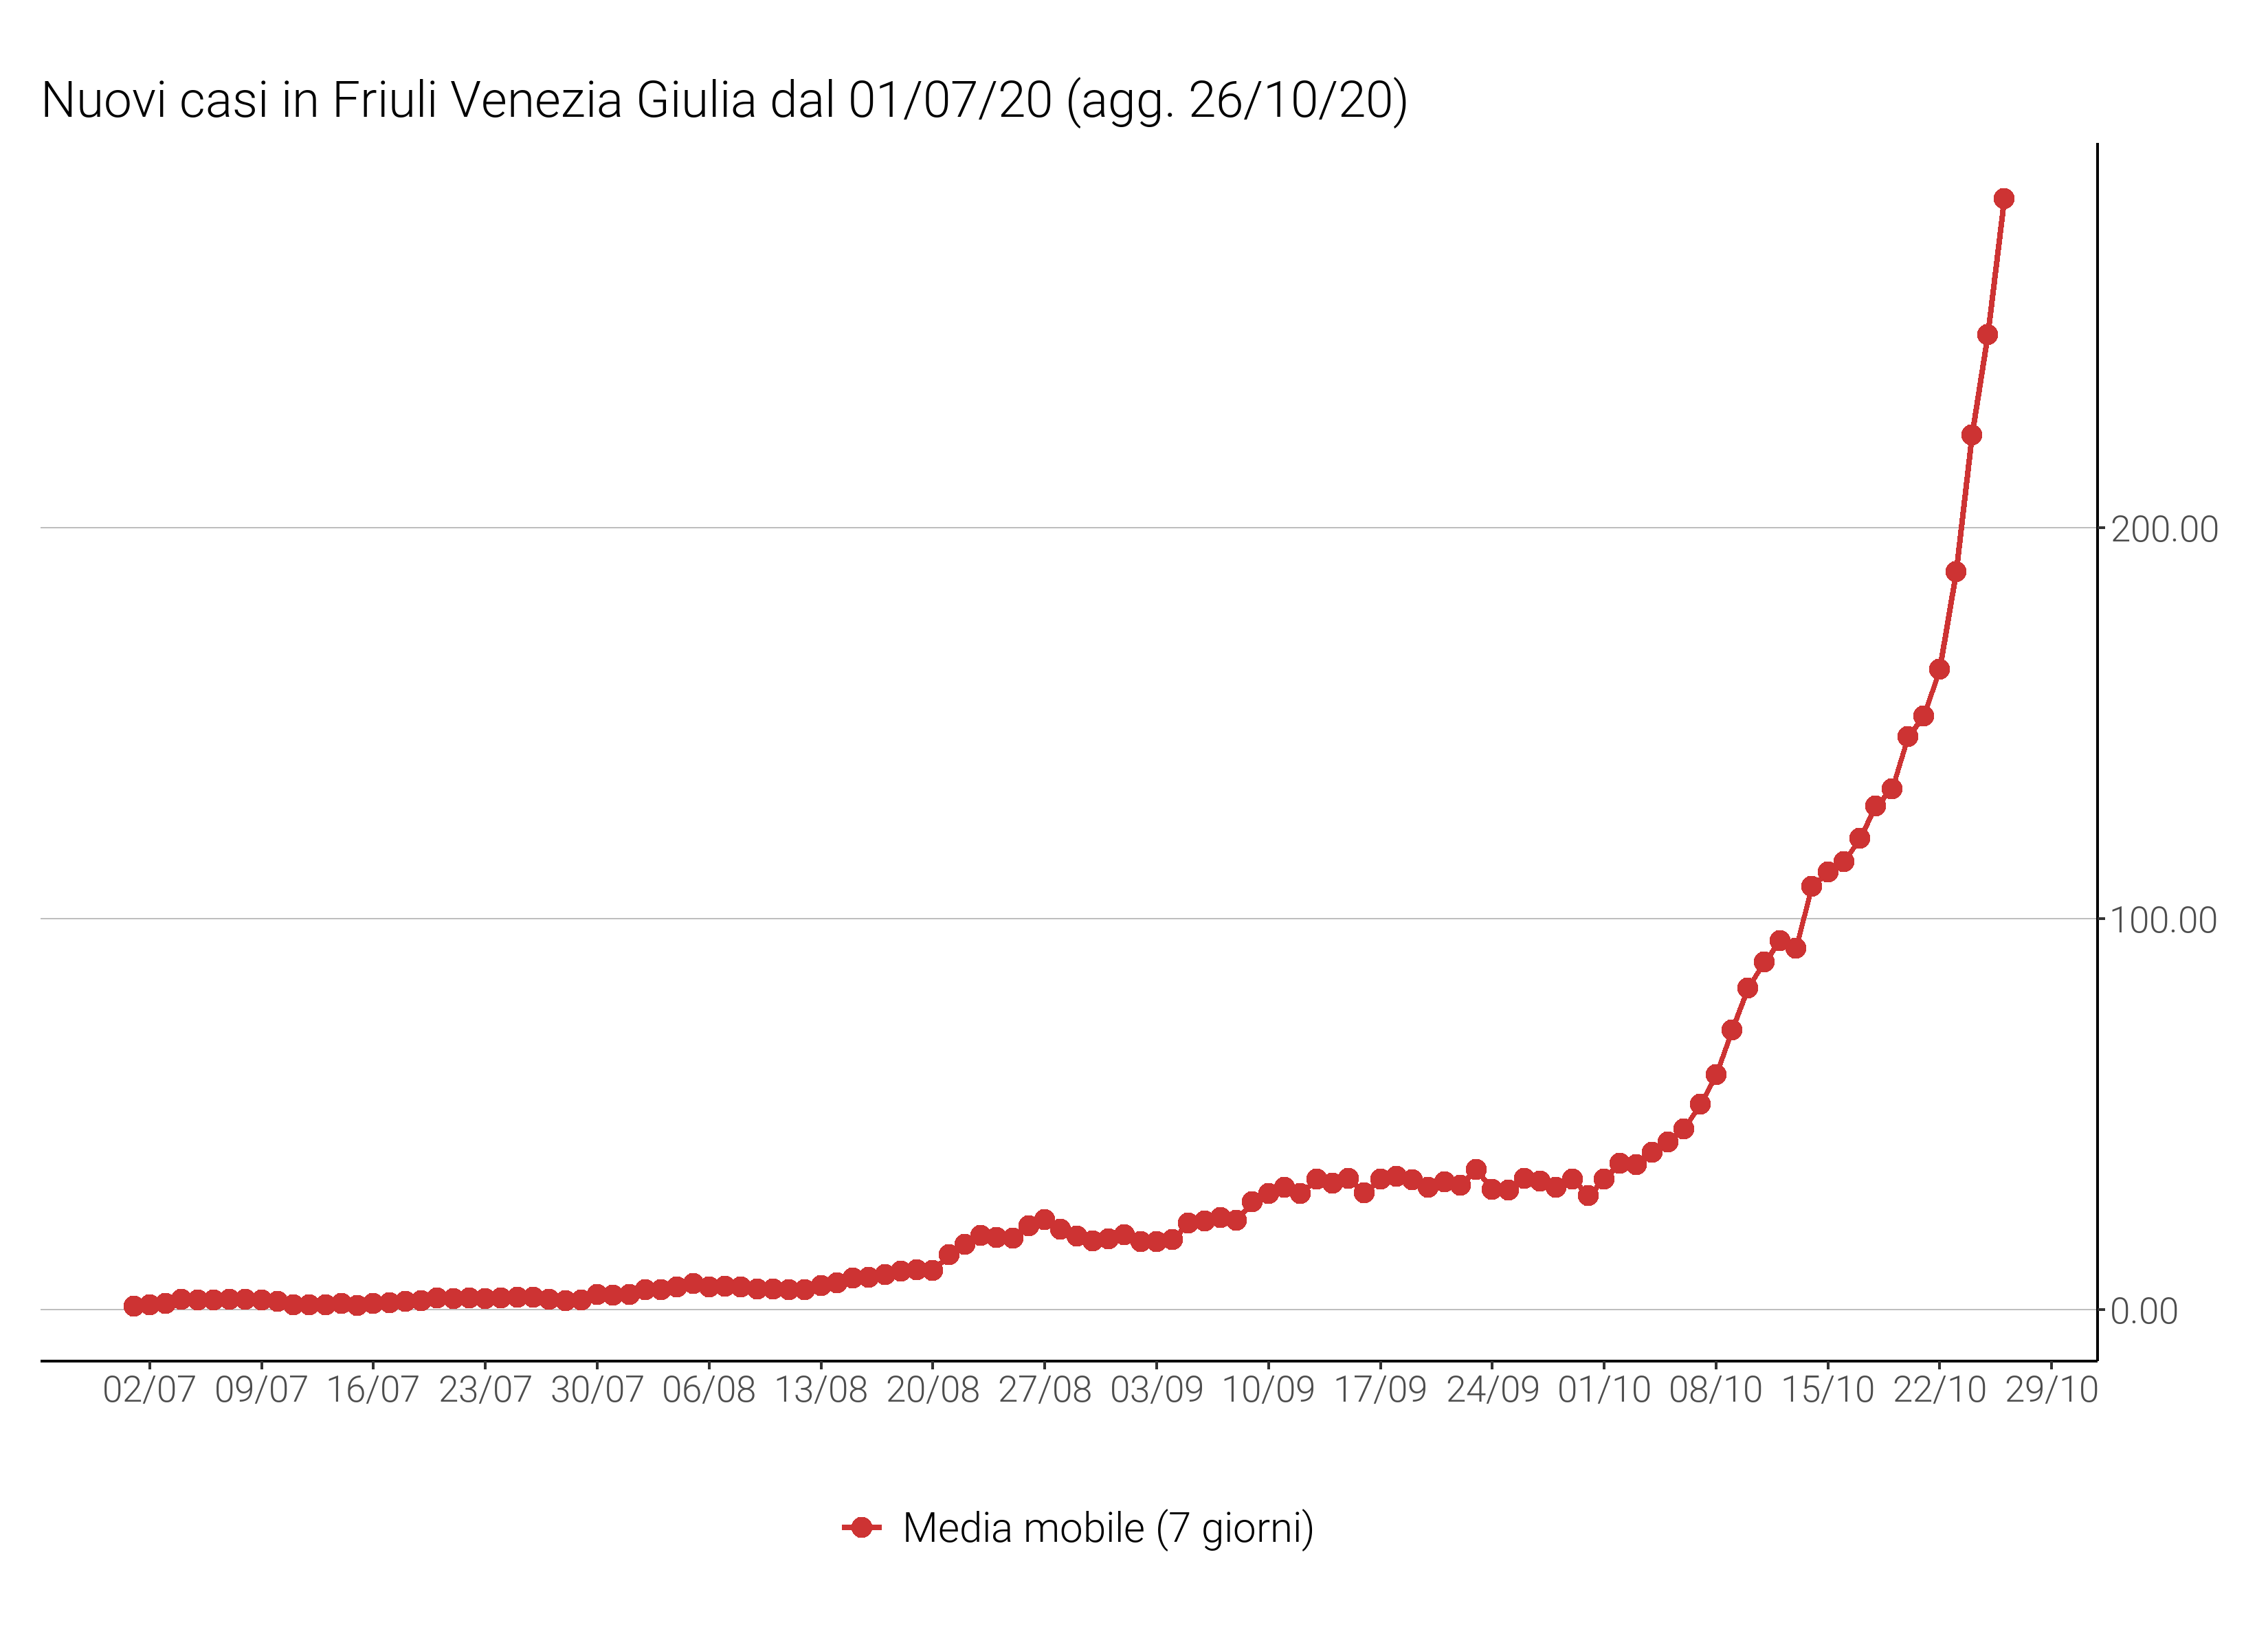 Nuovi casi in Friuli Venezia Giulia dal 01/07/20 (agg. 26/10/20)
200.00
100.00
0.00
02/07 09/07 16/07 23/07 30/07 06/08 13/08 20/08 27/08 03/09 10/09 17/09 24/09 01/10 08/10 15/10 22/10 29/10
Media mobile (7 giorni)